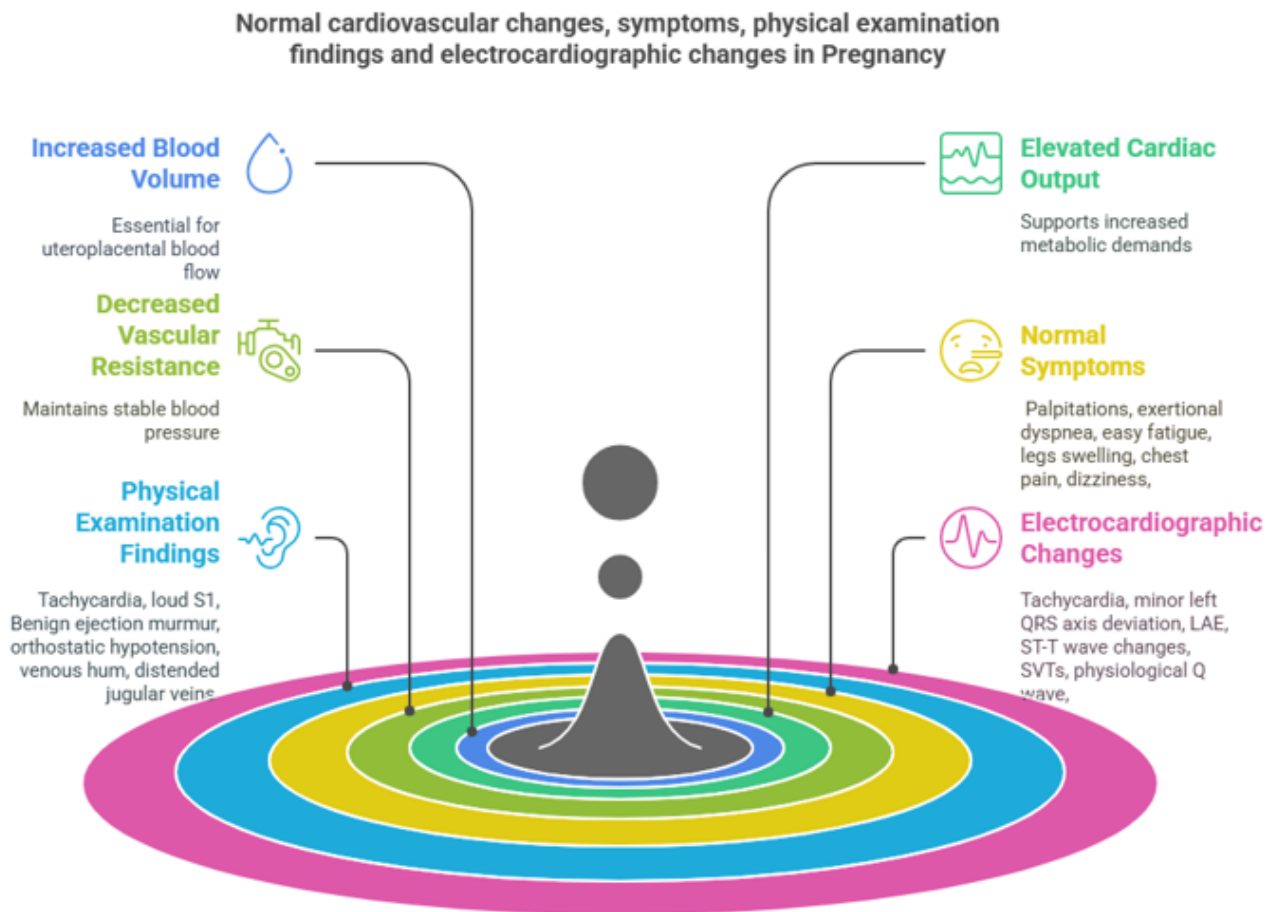 Normal cardiovascular changes, symptoms, physical examination
findings and electrocardiographic changes in Pregnancy
Increased Blood
Volume
Essential for
uteroplacental blood
flow
Decreased
Vascular
Resistance
Maintains stable blood
pressure
Physical
Examination
Findings
Tachycardia, loud S1,
Benign ejection murmur,
orthostatic hypotension,
venous hum, distended
jugular veins.
Elevated Cardiac
Output
Supports increased
metabolic demands
Normal
Symptoms
Palpitations, exertional
dyspnea, easy fatigue,
legs swelling, chest
pain, dizziness,
Electrocardiographic
Changes
Tachycardia, minor left
QRS axis deviation, LAE,
ST-T wave changes,
SVTs, physiological Q
wave,